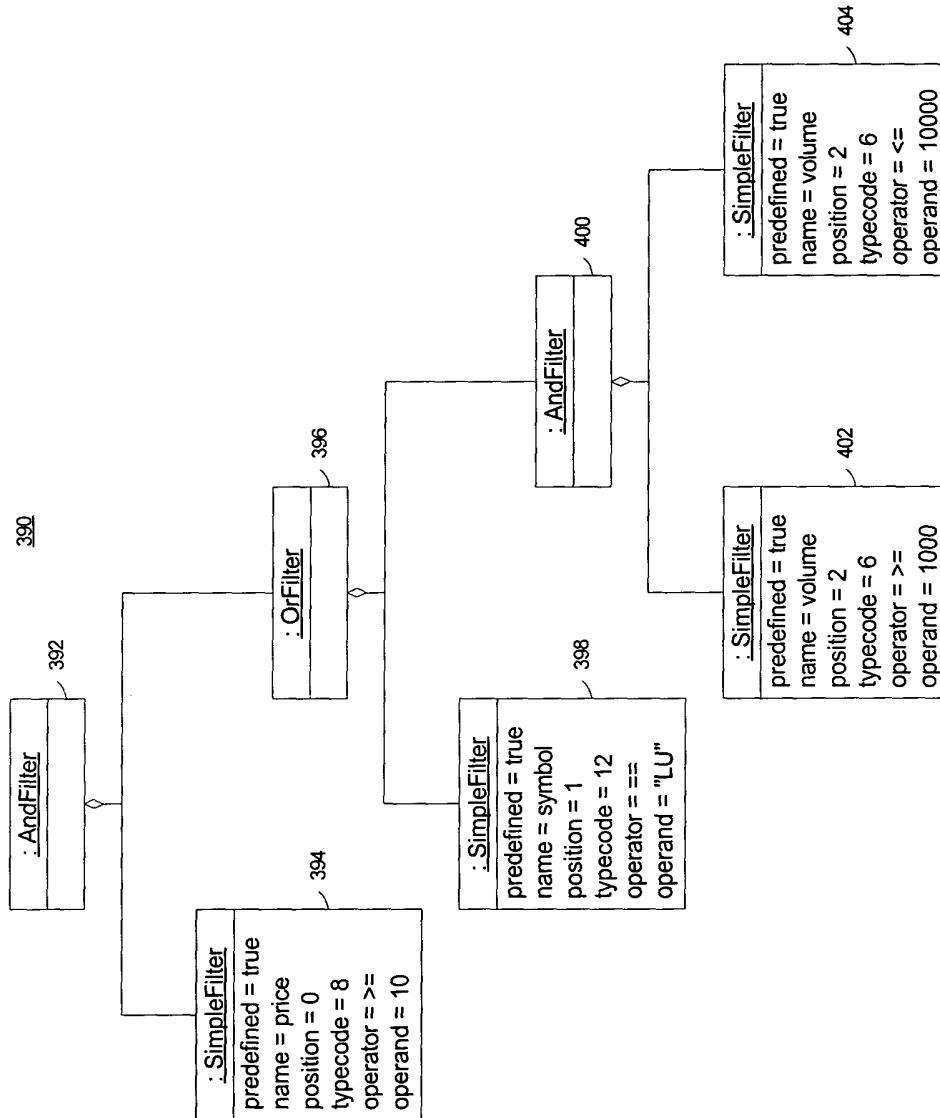 390
: AndFilter
392
: SimpleFilter
394
predefined = true
name = price
position = 0
typecode = 8
operator = >=
operand = 10
: OrFilter
396
: SimpleFilter
398
predefined = true
name = symbol
position = 1
typecode = 12
operator = ==
operand = "LU"
: AndFilter
400
: SimpleFilter
402
predefined = true
name = volume
position = 2
typecode = 6
operator = >=
operand = 1000
: SimpleFilter
404
predefined = true
name = volume
position = 2
typecode = 6
operator = <=
operand = 10000